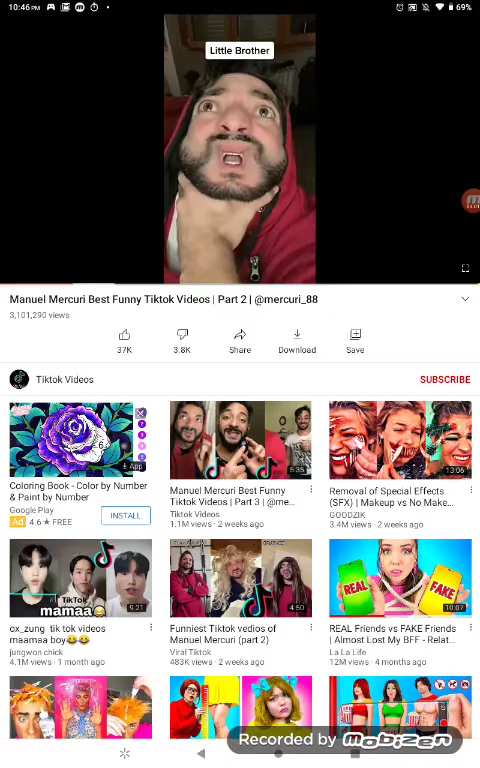 10:46 PM
69%
Little Brother
Manuel Mercuri Best Funny Tiktok Videos | Part 2 | @mercuri_88
3,101,290 views
37K
3.8K
Share
Download
Save
Tiktok Videos
SUBSCRIBE
6
App
Coloring Book - Color by Number
& Paint by Number
Google Play
Ad 4.6 ★ FREE
INSTALL
5:35
Manuel Mercuri Best Funny
Tiktok Videos | Part 3 | @me...
Tiktok Videos
1.1M views · 2 weeks ago
13:06
Removal of Special Effects
(SFX) | Makeup vs No Make...
GOODZIK
3.4M views · 2 weeks ago
TikTok
mamaa😂
9:21
ox_zung tik tok videos
maamaa boy😂😂
jungwon chick
4.1M views · 1 month ago
4:50
Funniest Tiktok vedios of
Manuel Mercuri (part 2)
Viral Tiktok
483K views · 2 weeks ago
REAL
FAKE
10:07
REAL Friends vs FAKE Friends
| Almost Lost My BFF - Relat...
La La Life
12M views · 4 months ago
Recorded by mobizen